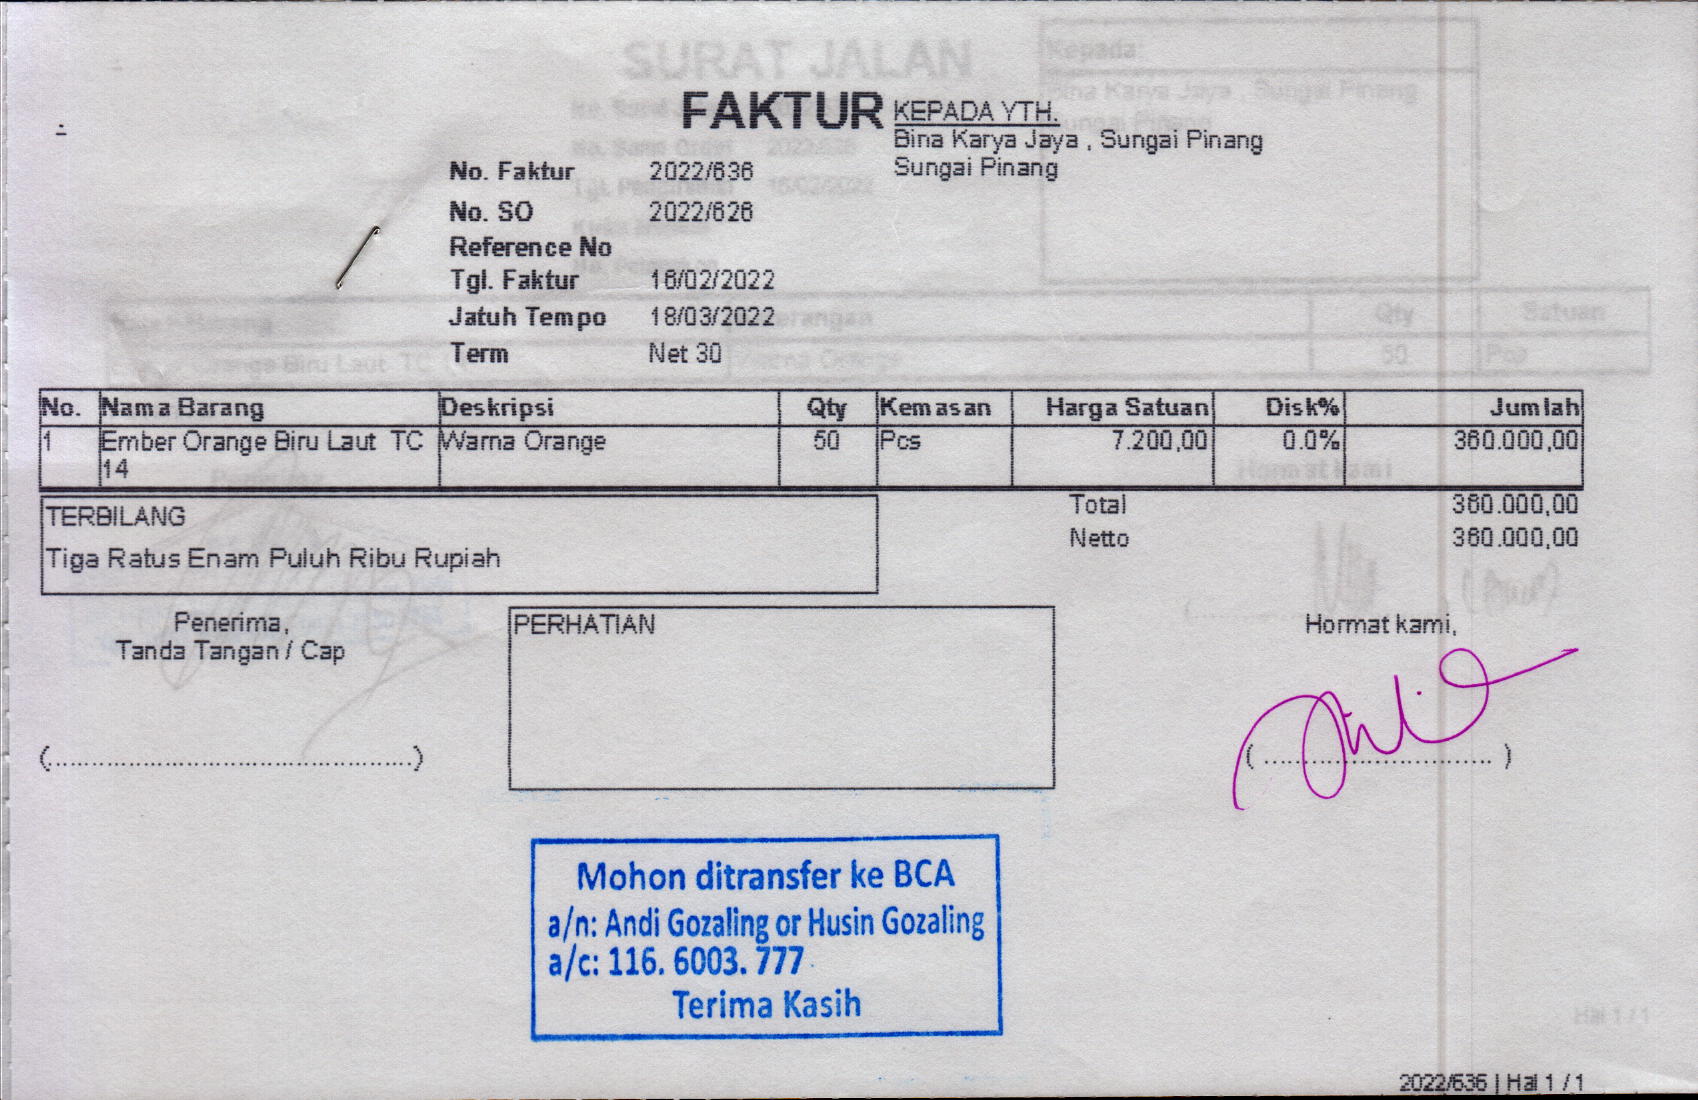 FAKTUR
KEPADA YTH.
Bina Karya Jaya , Sungai Pinang
Sungai Pinang
No. Faktur 2022/636
No. SO 2022/626
Reference No
Tgl. Faktur 16/02/2022
Jatuh Tempo 18/03/2022
Term Net 30
No. Nama Barang Deskripsi Qty Kemasan Harga Satuan Disk% Jumlah
1 Ember Orange Biru Laut TC Warna Orange 50 Pcs 7.200,00 0.0% 360.000,00
14
Total 360.000,00
TERBILANG
Netto 360.000,00
Tiga Ratus Enam Puluh Ribu Rupiah
Penerima,
Tanda Tangan / Cap
PERHATIAN
Hormat kami,
(..........................................)
(............................)
Mohon ditransfer ke BCA
a/n: Andi Gozaling or Husin Gozaling
a/c: 116. 6003. 777
Terima Kasih
2022/636 | Hal 1 / 1